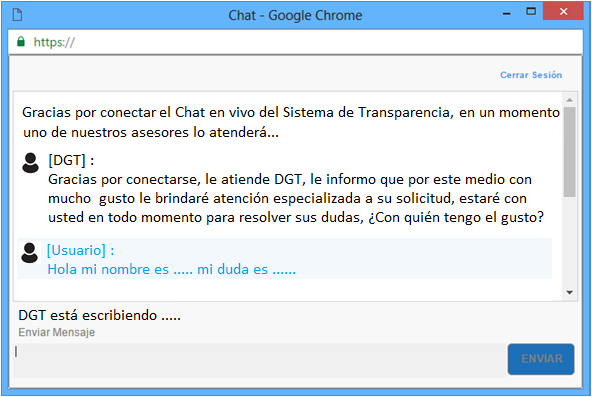 Chat - Google Chrome
https://
Cerrar Sesión
Gracias por conectar el Chat en vivo del Sistema de Transparencia, en un momento
uno de nuestros asesores lo atenderá...
[DGT] :
Gracias por conectarse, le atiende DGT, le informo que por este medio con
mucho gusto le brindaré atención especializada a su solicitud, estaré con
usted en todo momento para resolver sus dudas, ¿Con quién tengo el gusto?
[Usuario] :
Hola mi nombre es ..... mi duda es ......
DGT está escribiendo .....
Enviar Mensaje
ENVIAR